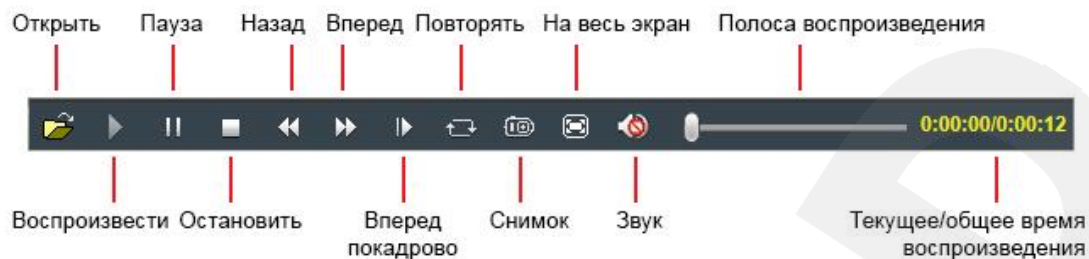 Открыть Пауза Назад Вперед Повторять На весь экран Полоса воспроизведения
0:00:00/0:00:12
Воспроизвести Остановить Вперед покадрово Снимок Звук Текущее/общее время воспроизведения